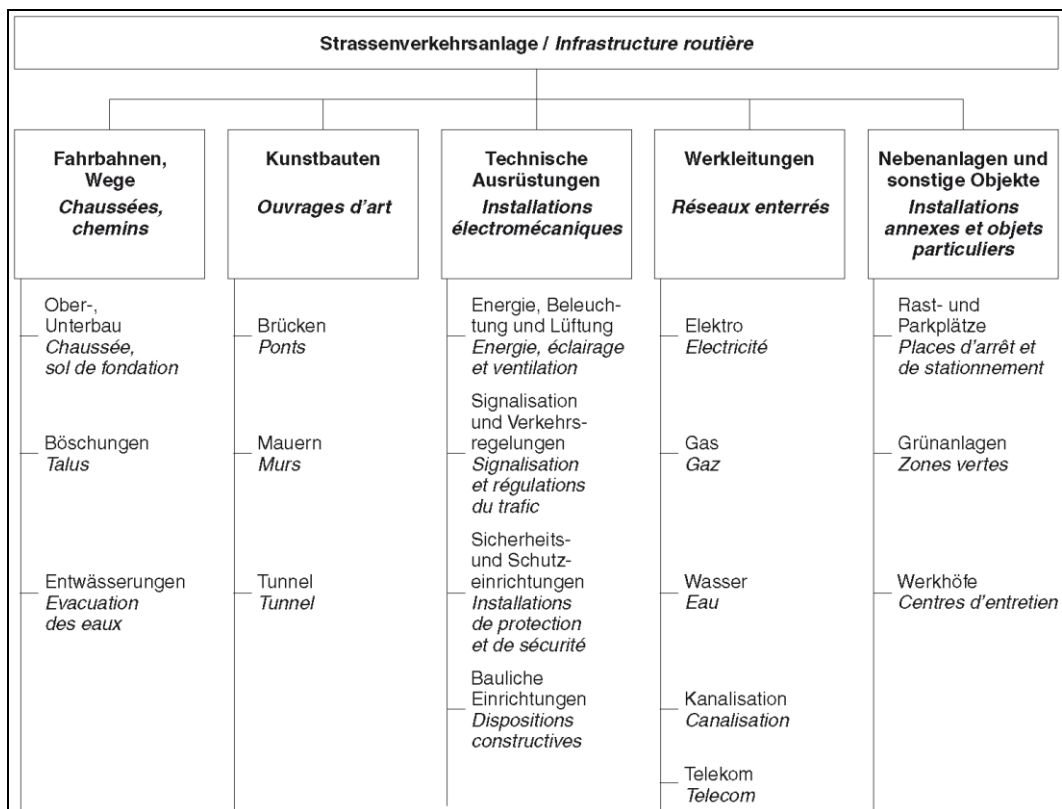 Strassenverkehrsanlage / Infrastructure routière
Fahrbahnen,
Wege
Chaussées,
chemins
Ober-,
Unterbau
Chaussée,
sol de fondation
Böschungen
Talus
Entwässerungen
Evacuation
des eaux
Kunstbauten
Ouvrages d'art
Brücken
Ponts
Mauern
Murs
Tunnel
Tunnel
Technische
Ausrüstungen
Installations
électromécaniques
Energie, Beleuch-
tung und Lüftung
Energie, éclairage
et ventilation
Signalisation
und Verkehrs-
regelungen
Signalisation
et régulations
du trafic
Sicherheits-
und Schutz-
einrichtungen
Installations
de protection
et de sécurité
Bauliche
Einrichtungen
Dispositions
constructives
Werkleitungen
Réseaux enterrés
Elektro
Electricité
Gas
Gaz
Wasser
Eau
Kanalisation
Canalisation
Telekom
Telecom
Nebenanlagen und
sonstige Objekte
Installations
annexes et objets
particuliers
Rast- und
Parkplätze
Places d'arrêt et
de stationnement
Grünanlagen
Zones vertes
Werkhöfe
Centres d'entretien